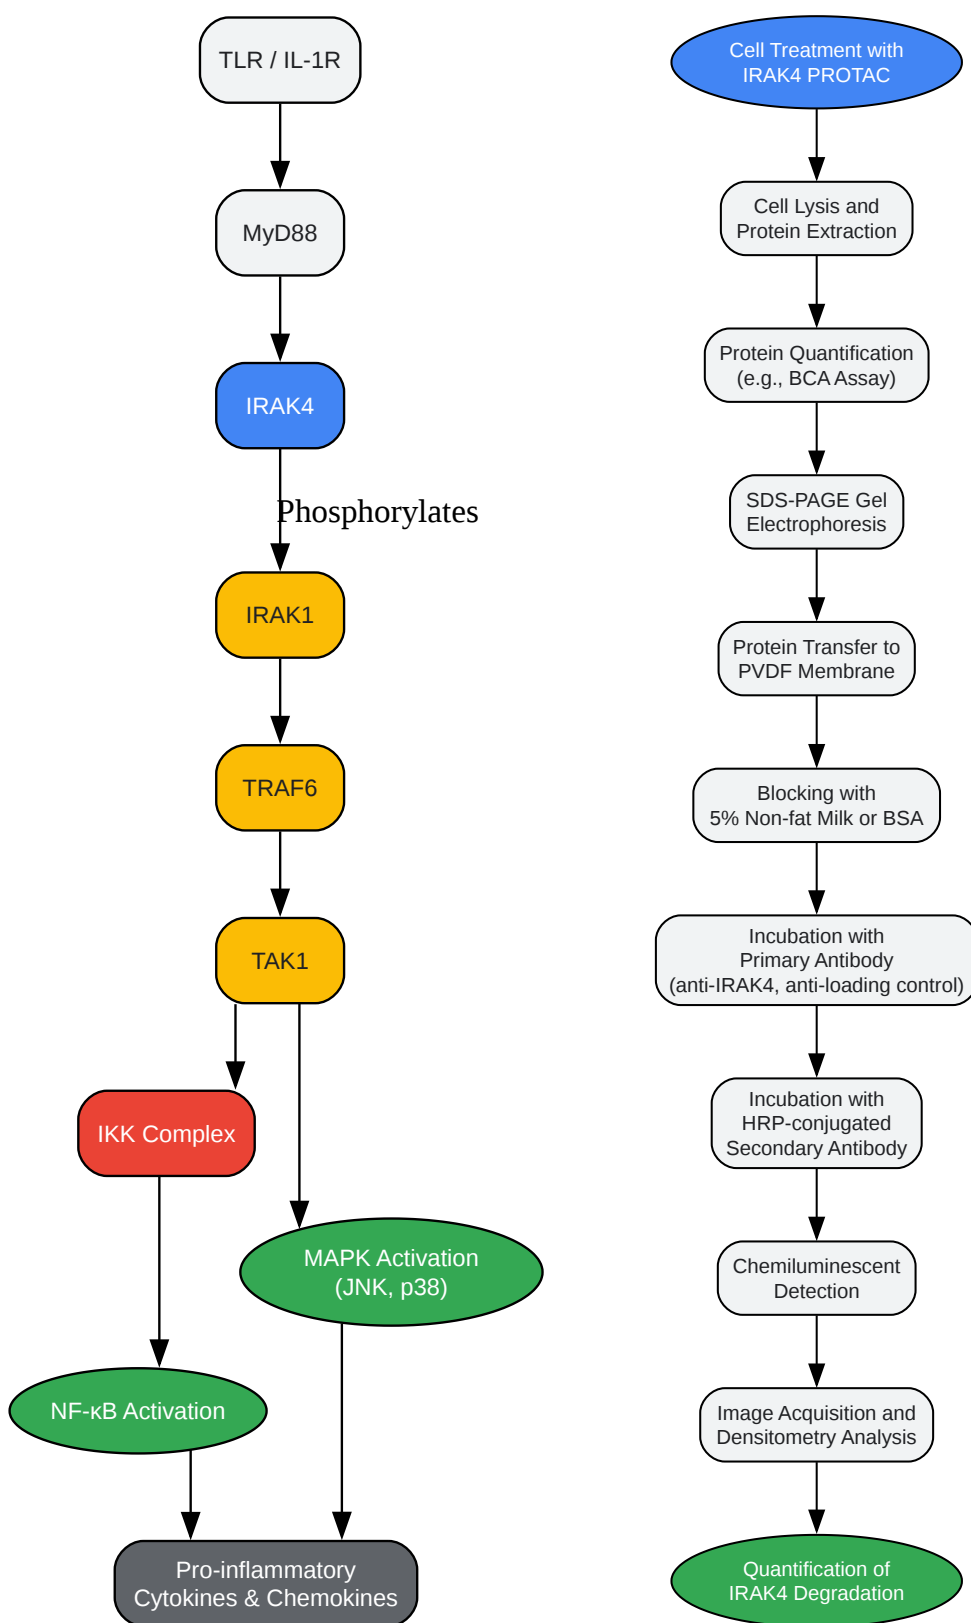 TLR / IL-1R
MyD88
IRAK4
Phosphorylates
IRAK1
TRAF6
TAK1
IKK Complex
MAPK Activation
(JNK, p38)
NF-κB Activation
Pro-inflammatory
Cytokines & Chemokines
Cell Treatment with
IRAK4 PROTAC
Cell Lysis and
Protein Extraction
Protein Quantification
(e.g., BCA Assay)
SDS-PAGE Gel
Electrophoresis
Protein Transfer to
PVDF Membrane
Blocking with
5% Non-fat Milk or BSA
Incubation with
Primary Antibody
(anti-IRAK4, anti-loading control)
Incubation with
HRP-conjugated
Secondary Antibody
Chemiluminescent
Detection
Image Acquisition and
Densitometry Analysis
Quantification of
IRAK4 Degradation